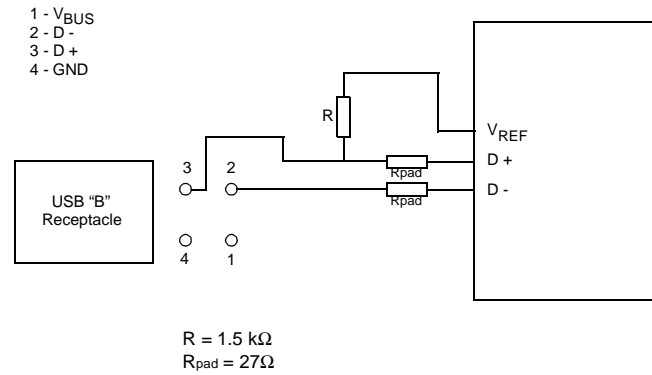 1 - VBUS
2 - D -
3 - D +
4 - GND
R
VREF
3
2
Rpad
D +
USB “B”
Receptacle
Rpad
D -
4
1
R = 1.5 kΩ
Rpad = 27Ω